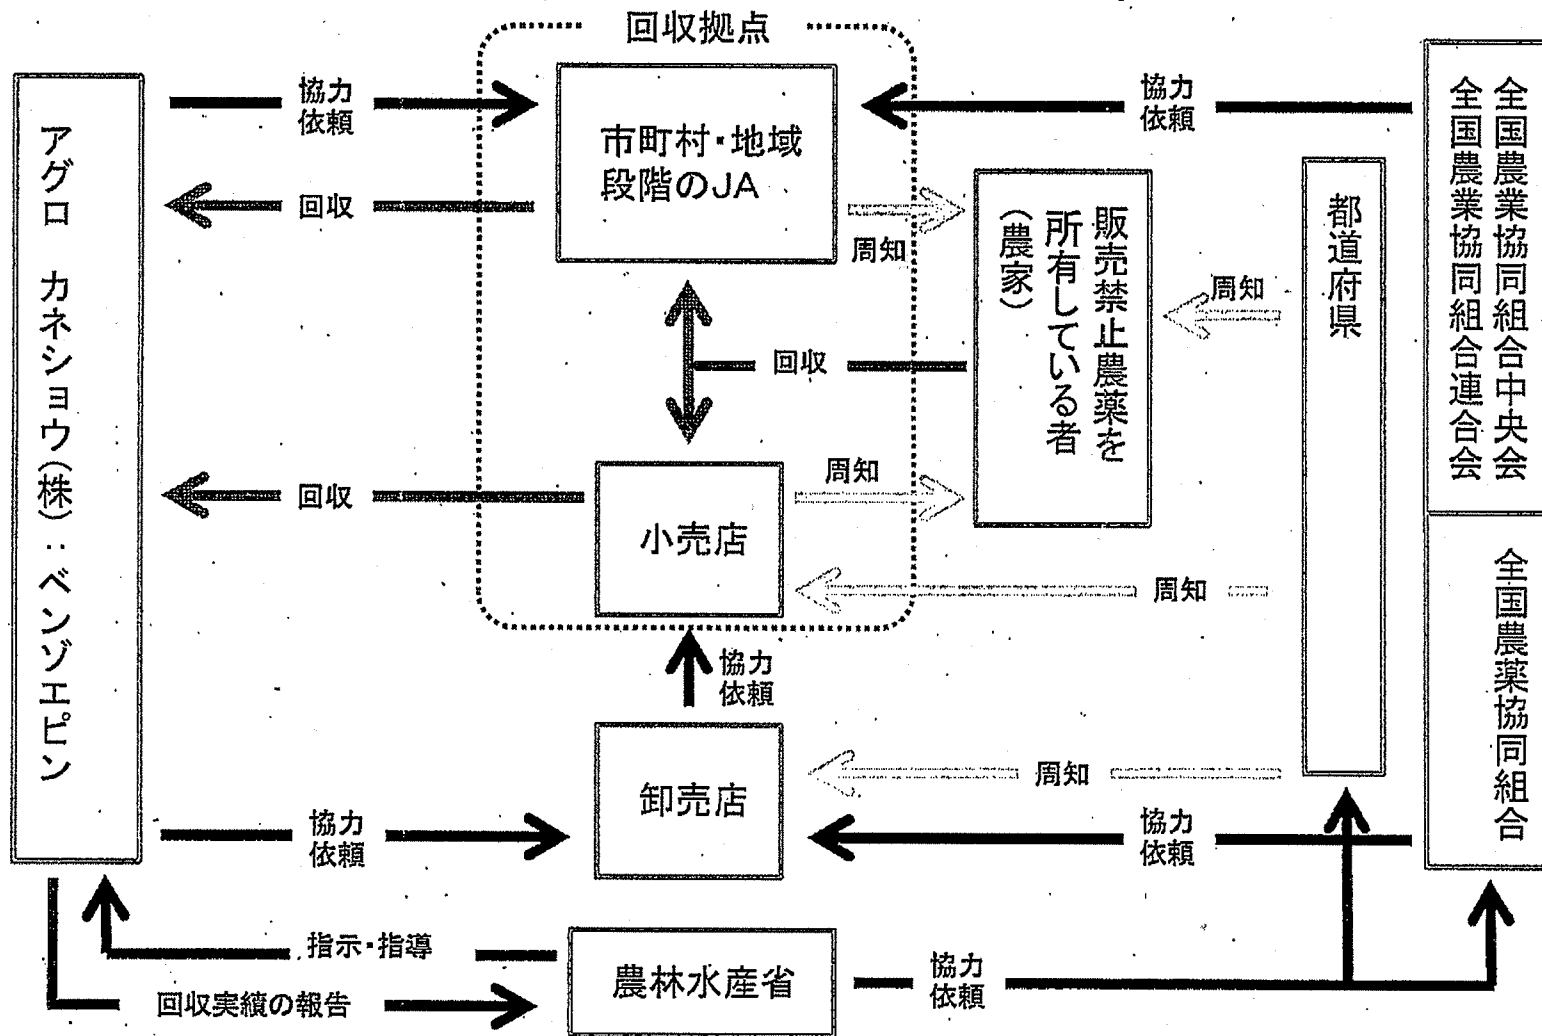 回収拠点
アグロ カネショウ(株)：ベンゾエピン
協力
依頼
市町村・地域
段階のJA
協力
依頼
全国農業協同組合中央会
全国農業協同組合連合会
回収
周知
販売禁止農薬を
所有している者
（農家）
周知
都道府県
回収
回収
周知
小売店
周知
全国農薬協同組合
協力
依頼
卸売店
周知
協力
依頼
協力
依頼
指示・指導
農林水産省
協力
依頼
回収実績の報告